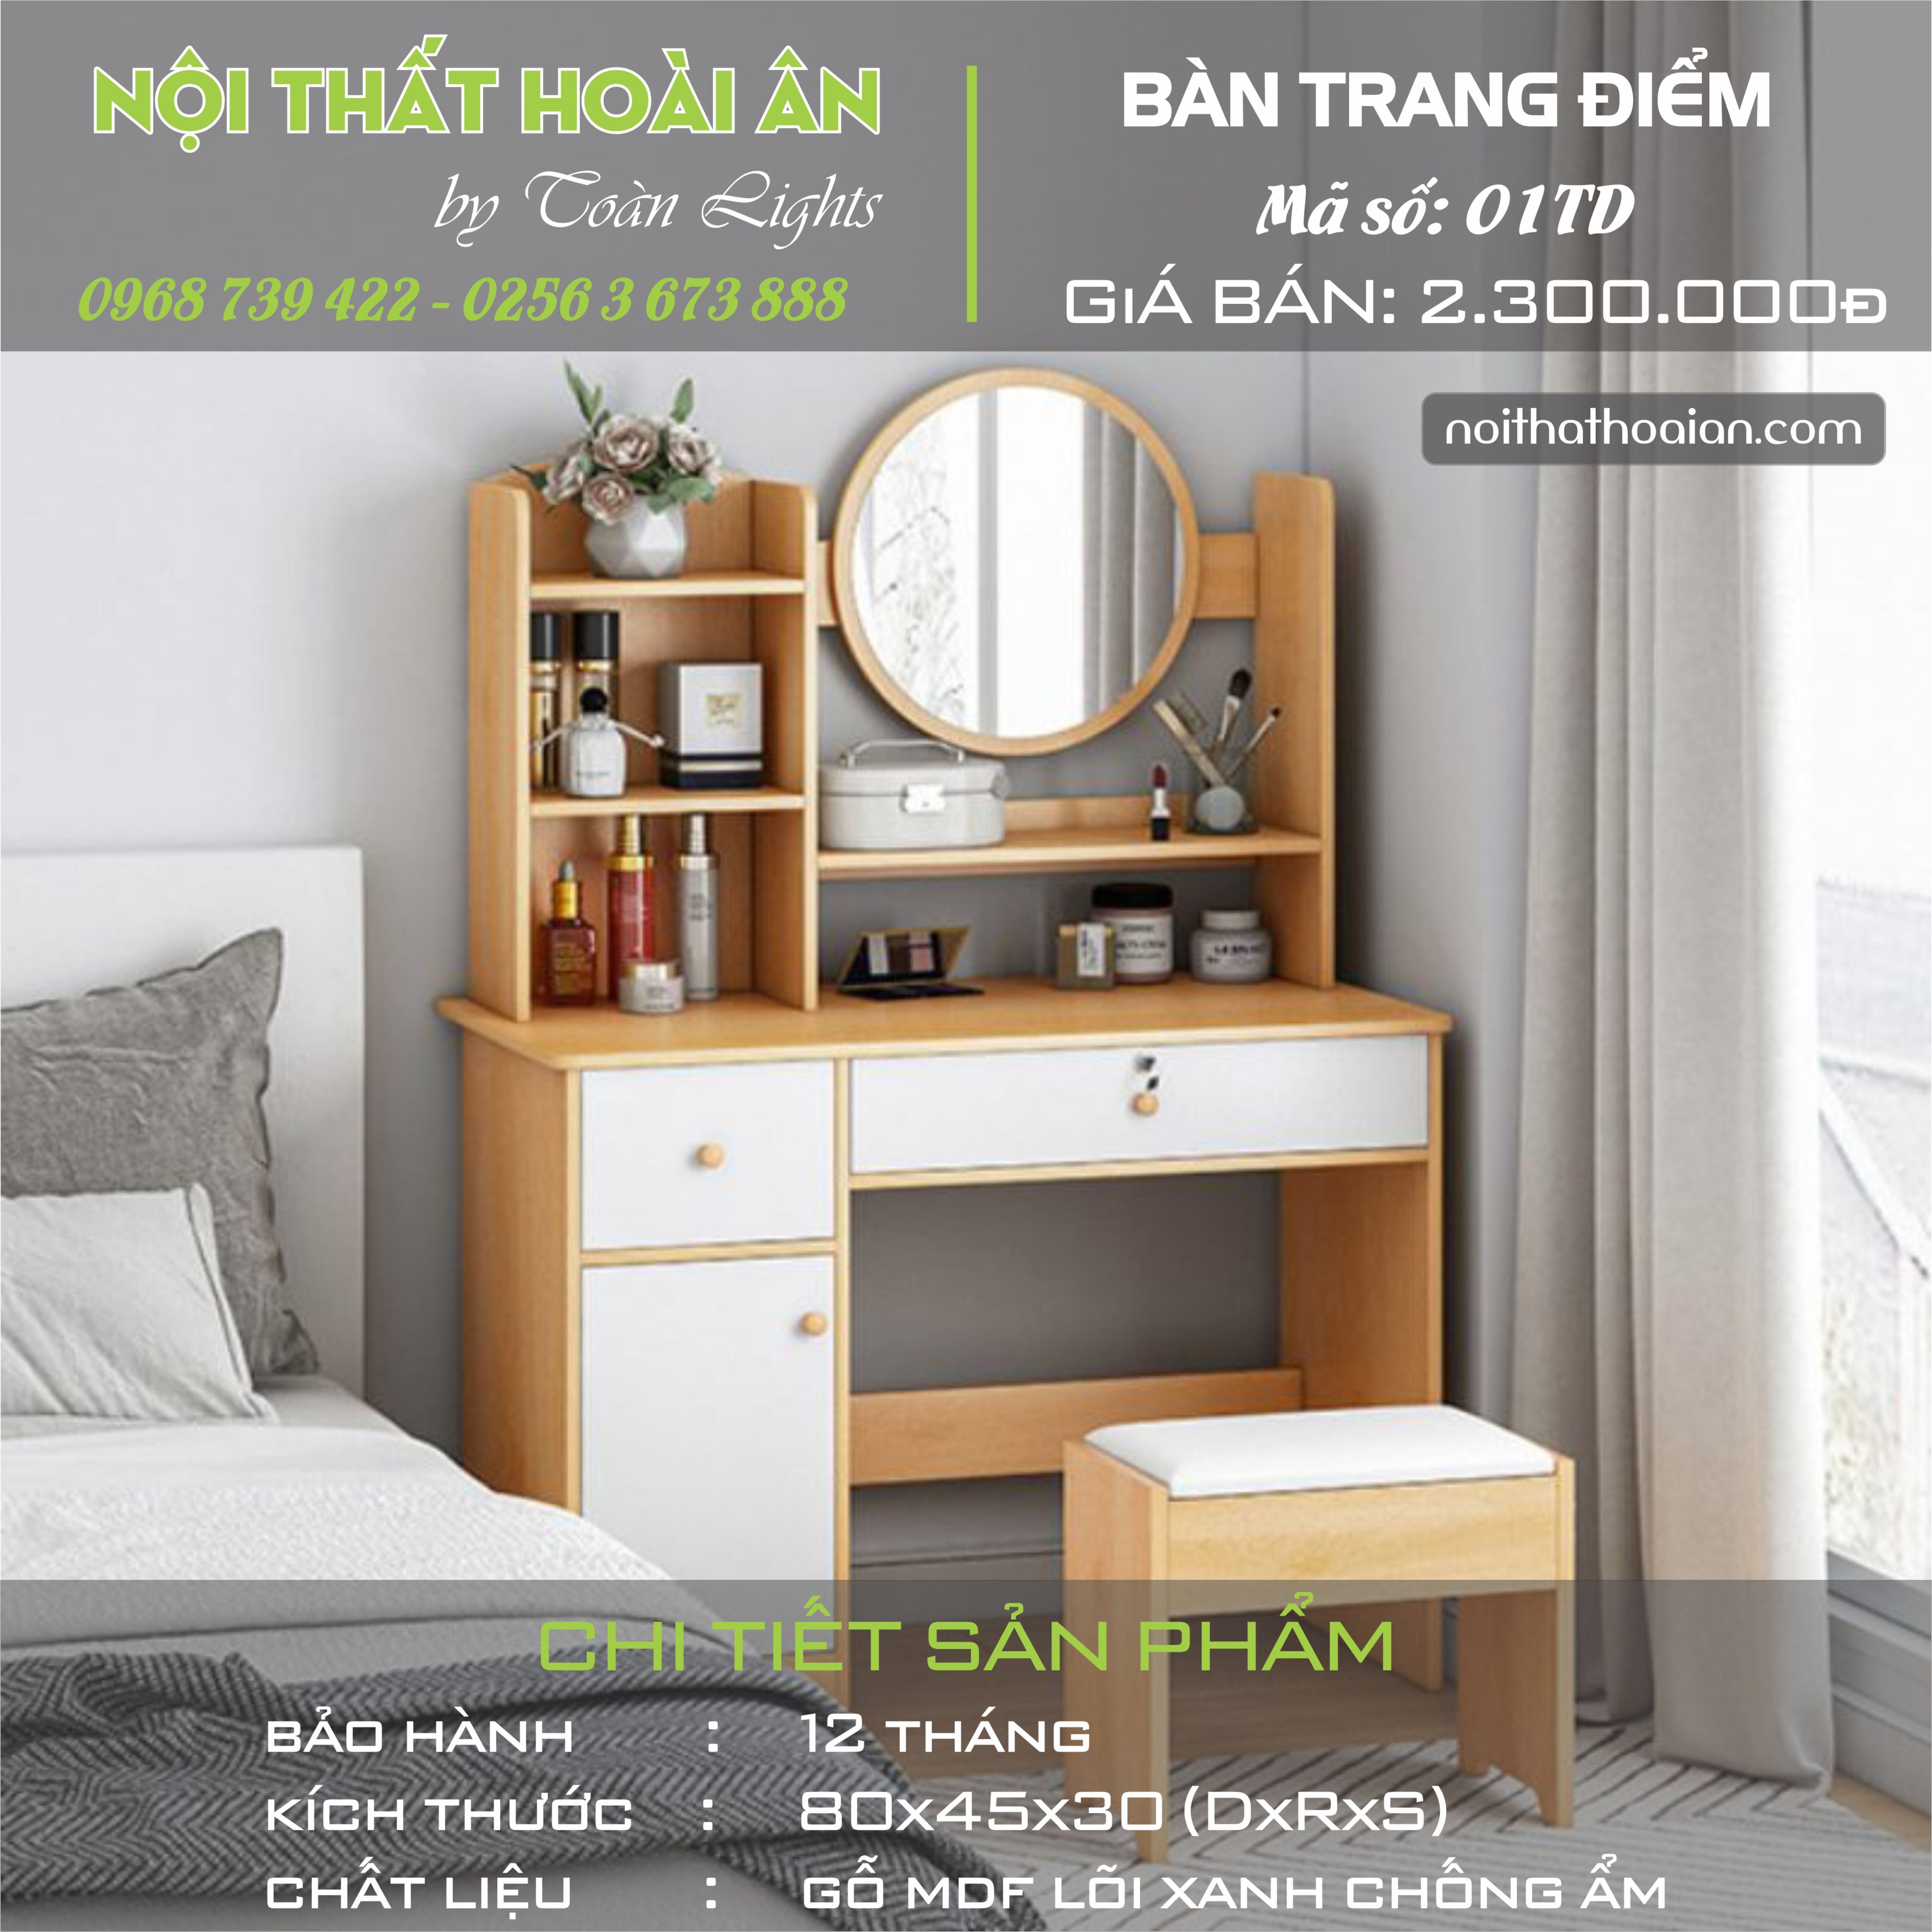 NỘI THẤT HOÀI ÂN
by Toàn Lights
0968 739 422 - 0256 3 673 888
BÀN TRANG ĐIỂM
Mã số: 01TD
GIÁ BÁN: 2.300.000Đ
noithathoaian.com
CHI TIẾT SẢN PHẨM
BẢO HÀNH : 12 THÁNG
KÍCH THƯỚC : 80x45x30 (DxRxS)
CHẤT LIỆU : GỖ MDF LÕI XANH CHỐNG ẨM